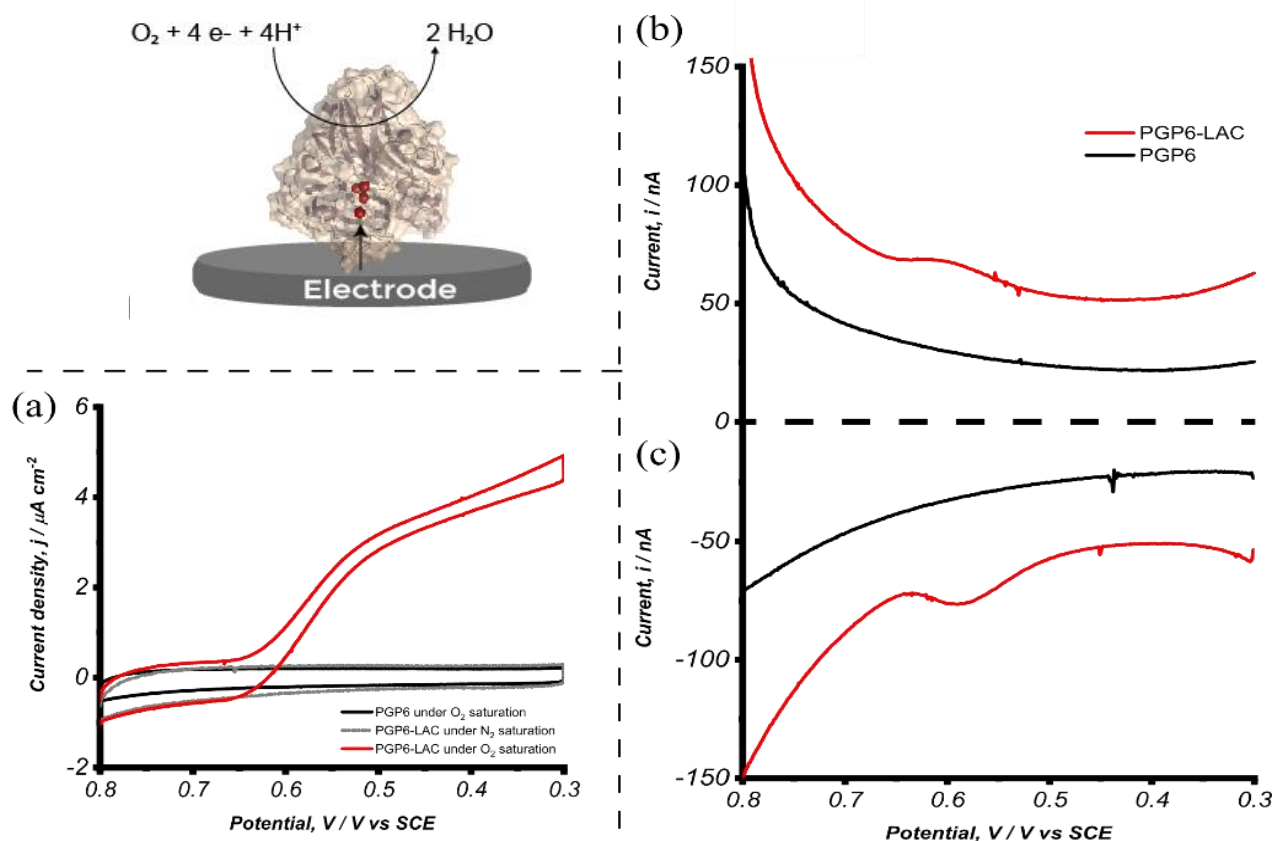 O₂ + 4 e- + 4H⁺
2 H₂O
Electrode
(a)
6
4
2
0
-2
Current density, j / µA cm⁻²
PGP6 under O₂ saturation
PGP6-LAC under N₂ saturation
PGP6-LAC under O₂ saturation
0.8 0.7 0.6 0.5 0.4 0.3
Potential, V / V vs SCE
(b)
150
100
50
0
Current, i / nA
PGP6-LAC
PGP6
(c)
-50
-100
-150
Current, i / nA
0.8 0.7 0.6 0.5 0.4 0.3
Potential, V / V vs SCE